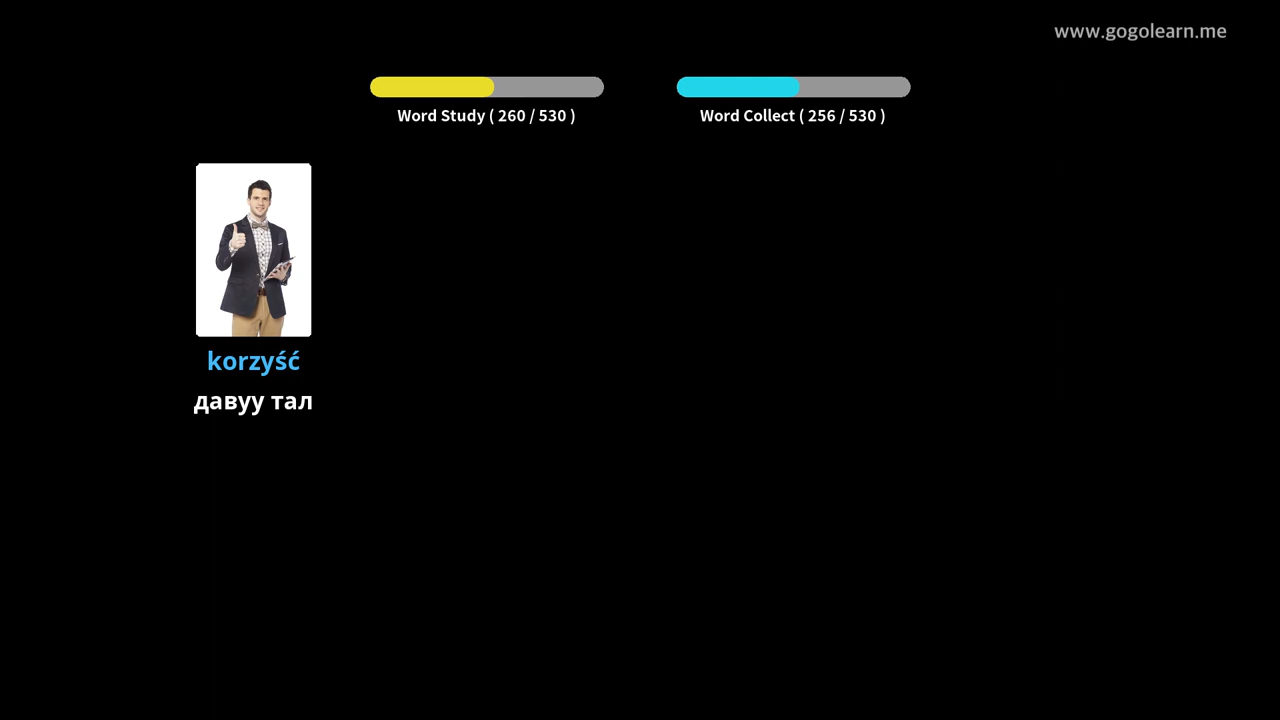 www.gogolearn.me
Word Study ( 260 / 530 )
Word Collect ( 256 / 530 )
korzyść
давуу тал